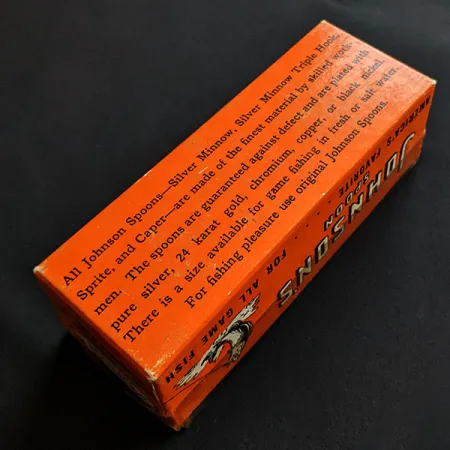 All Johnson Spoons—Silver Minnow, Silver Minnow Triple Hook,
Sprite, and Caper—are made of the finest material by skilled work-
men. The spoons are guaranteed against defect and are plated with
pure silver, 24 karat gold, chromium, copper, or black nickel.
There is a size available for game fishing in fresh or salt water.
For fishing pleasure use original Johnson Spoons.
AMERICA'S FAVORITE
SPOON
JOHNSON'S
FOR ALL GAME FISH